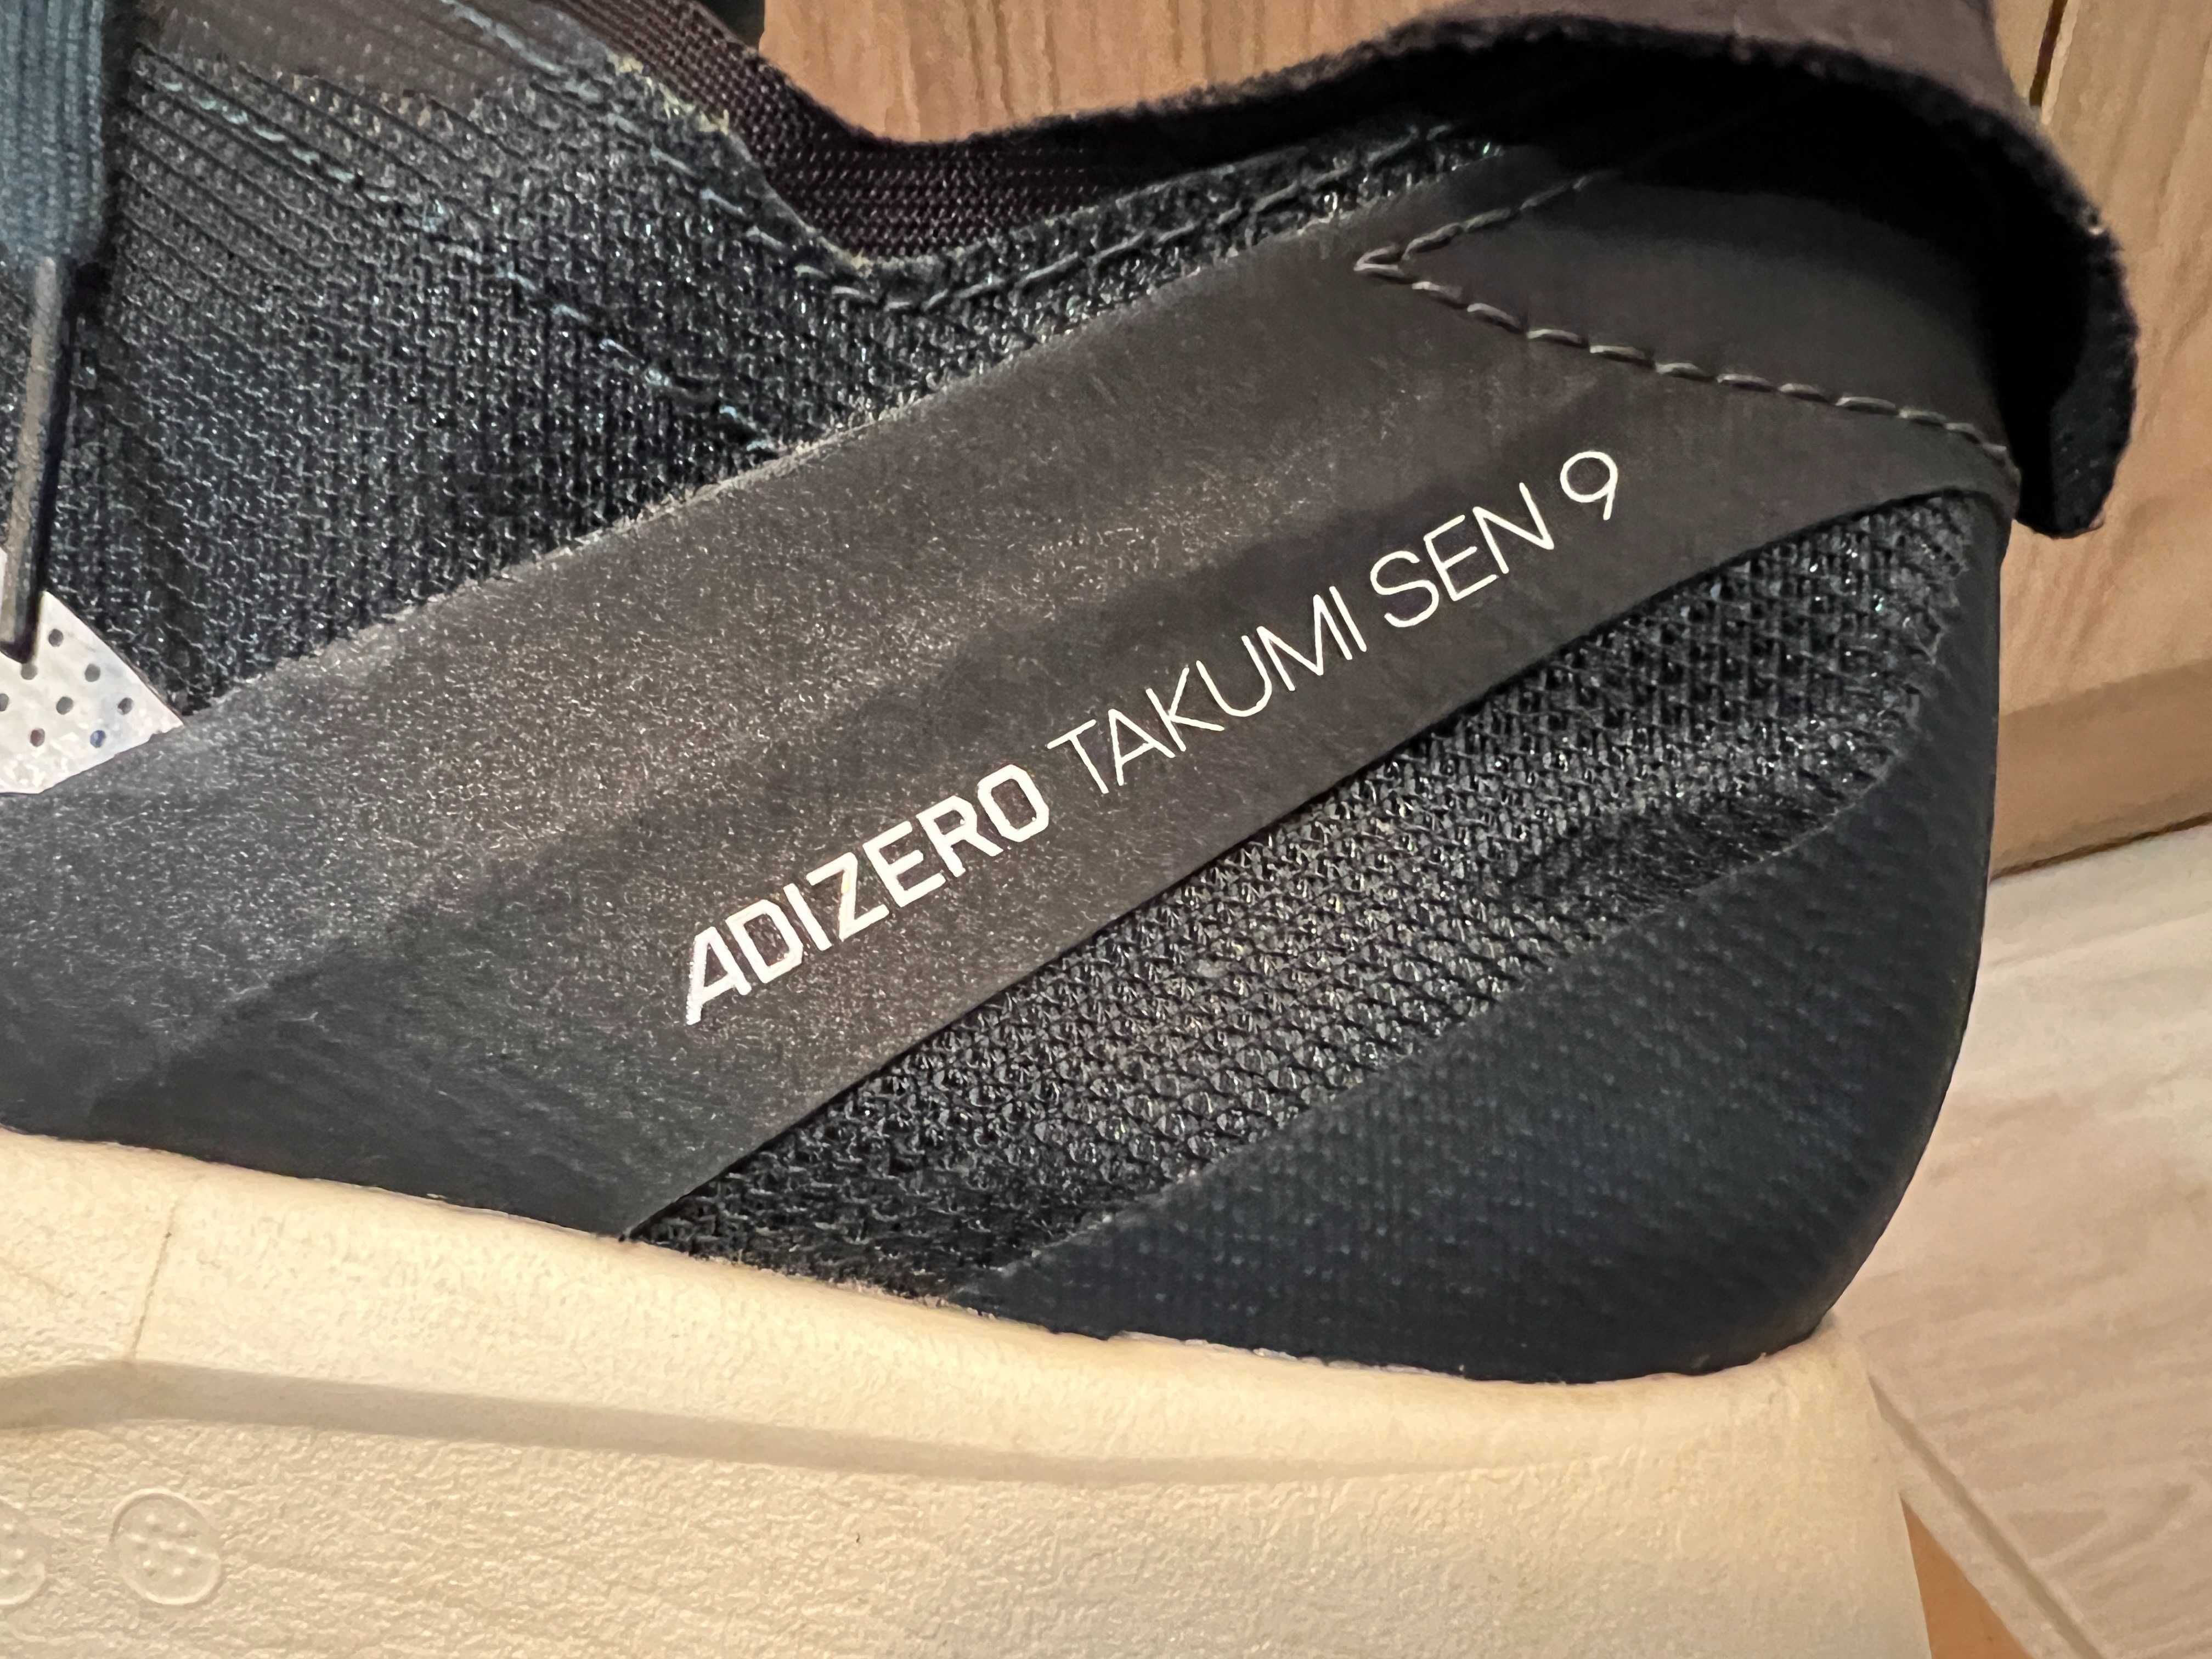 ADIZERO TAKUMI SEN 9